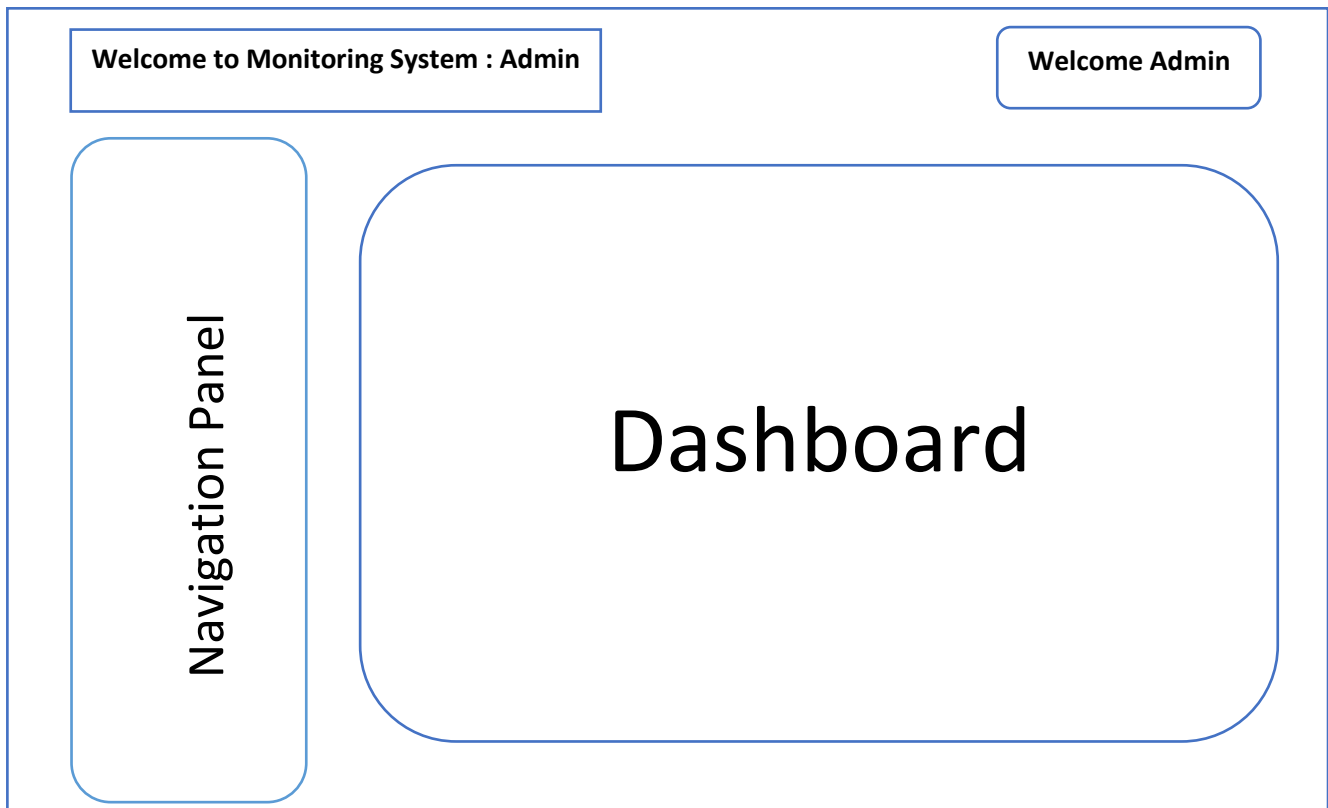 Welcome to Monitoring System : Admin
Welcome Admin
Navigation Panel
Dashboard